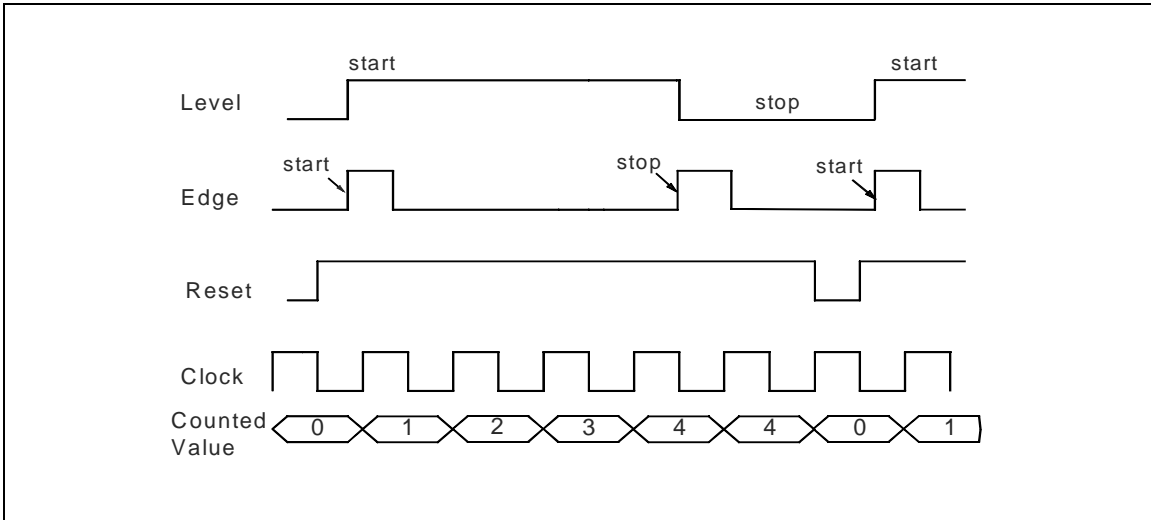 start
start
Level
stop
start
stop
start
Edge
Reset
Clock
Counted
Value
0 1 2 3 4 4 0 1